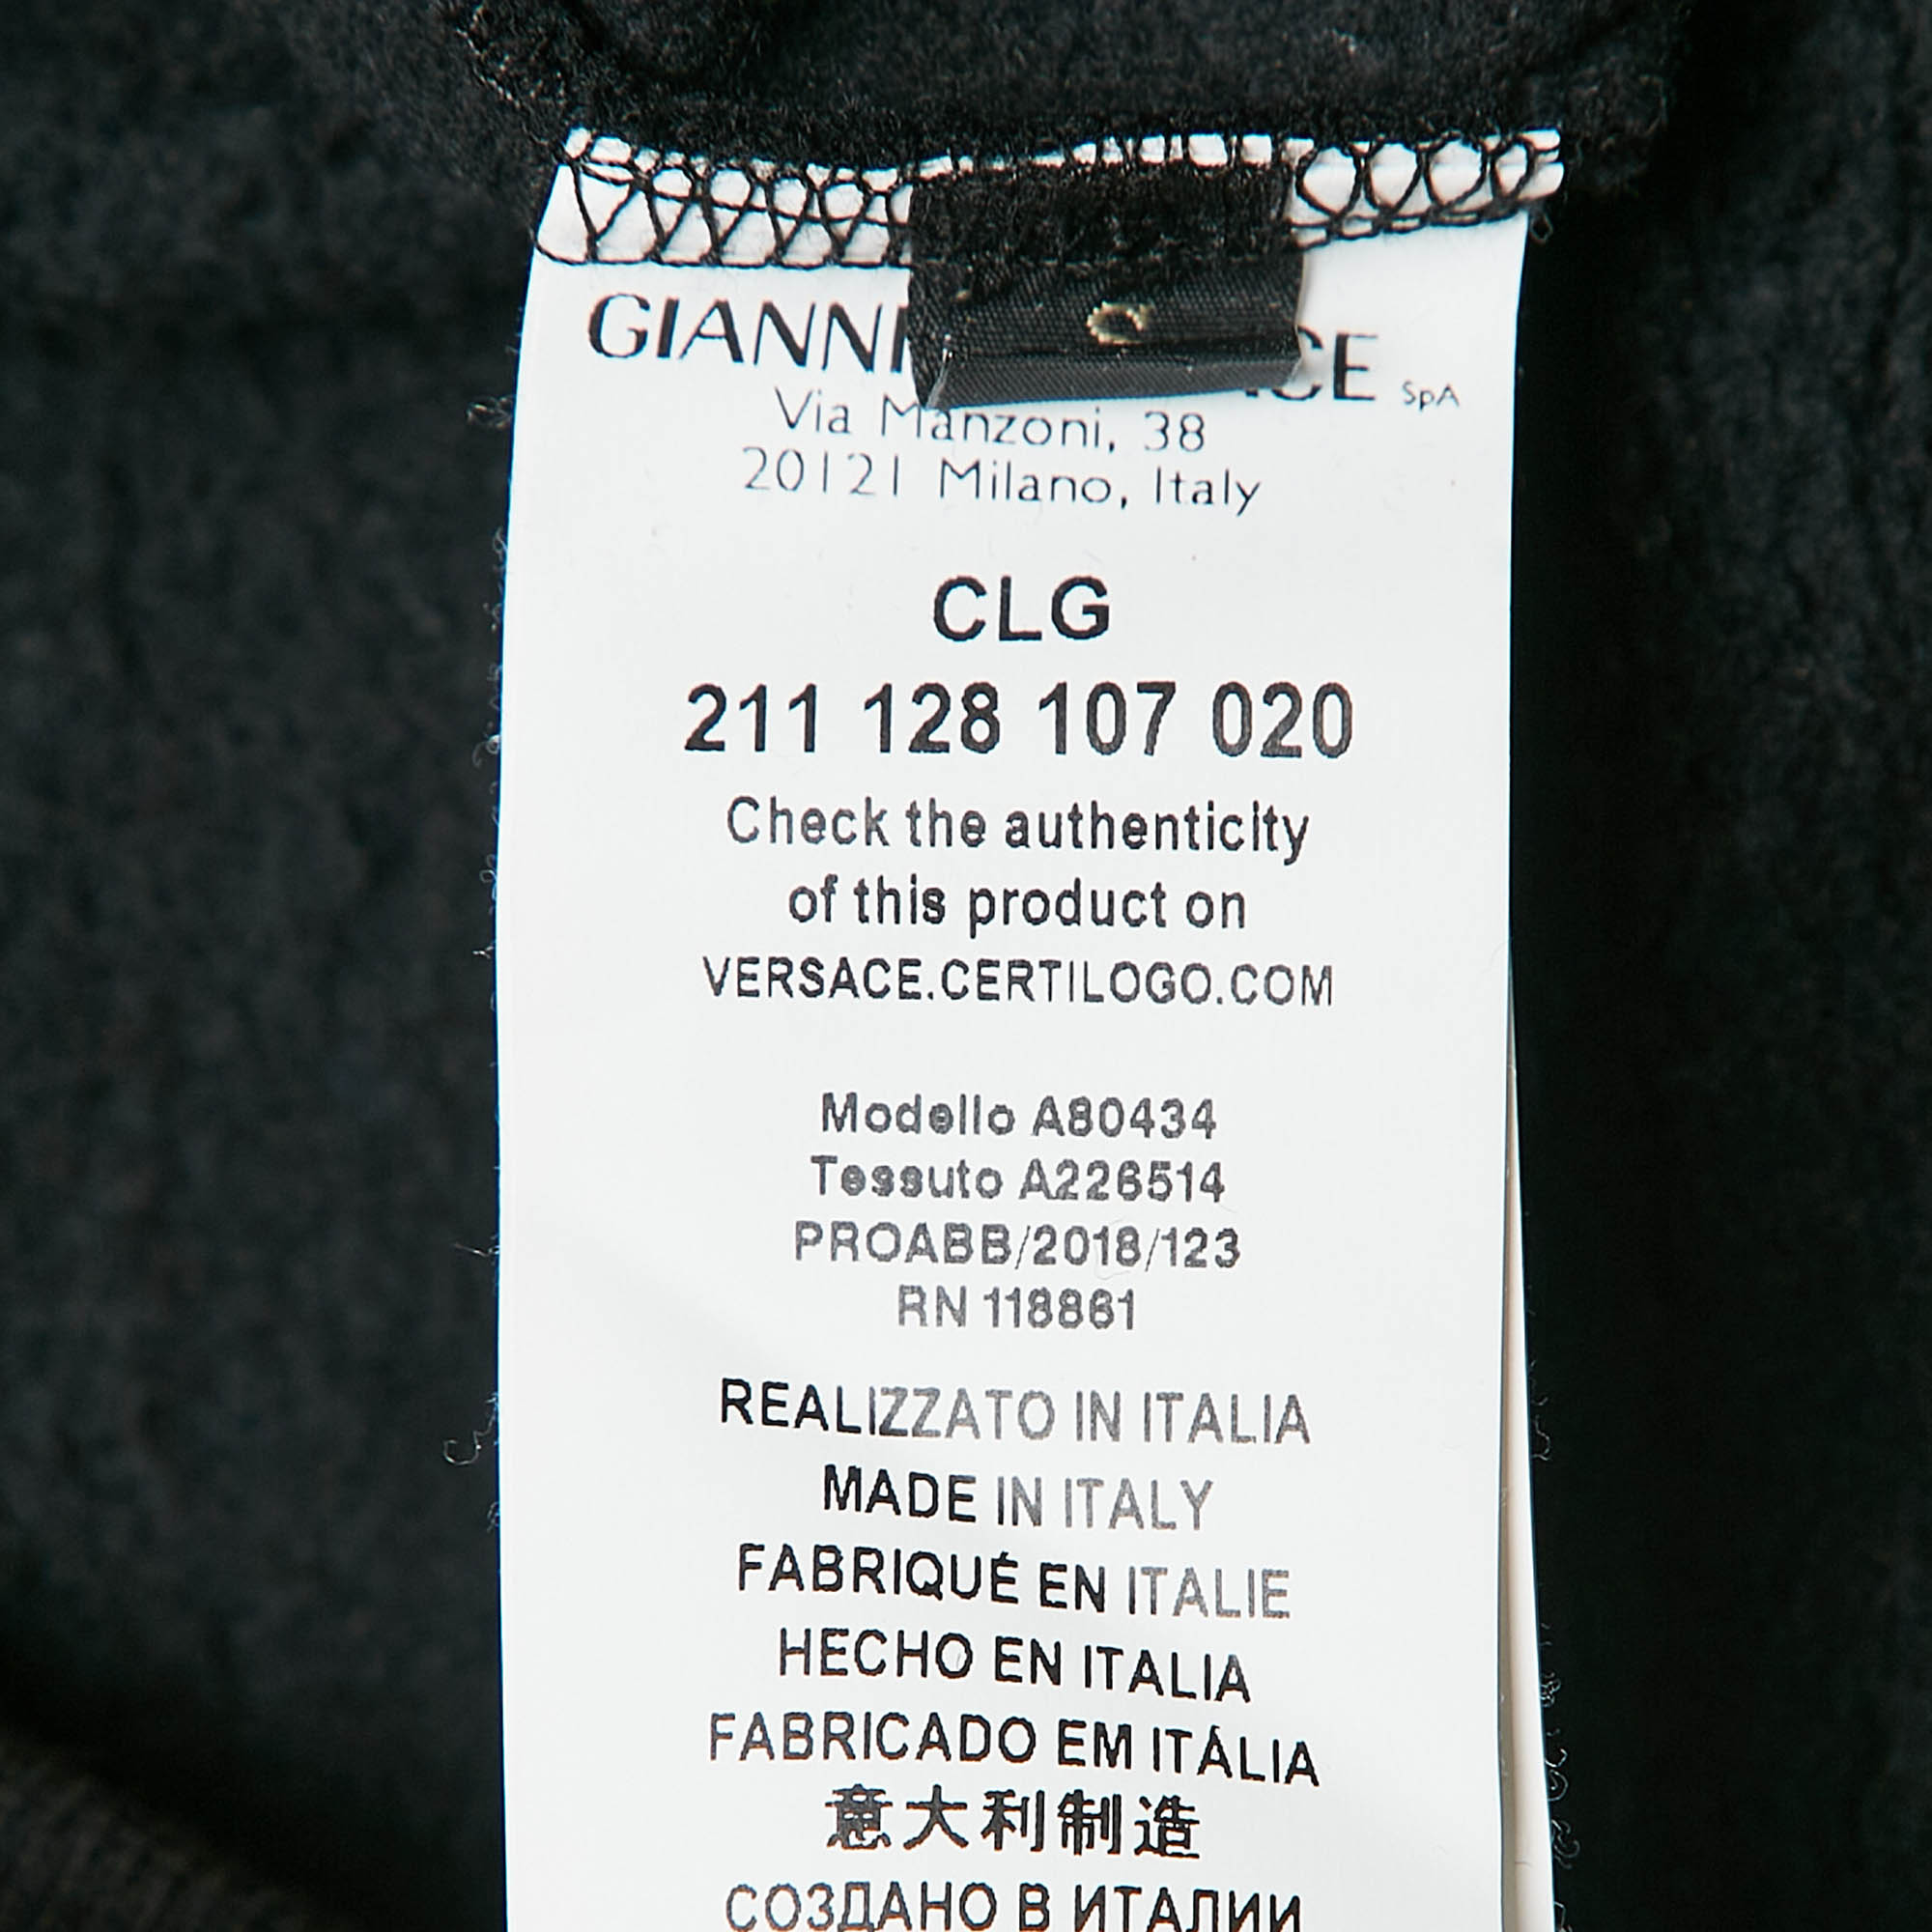 SpA
Via Manzoni, 38
20121 Milano, Italy
CLG
211 128 107 020
Check the authenticity
of this product on
VERSACE.CERTILOGO.COM
Modello A80434
Tessuto A226514
PROABB/2018/123
RN 118861
REALIZZATO IN ITALIA
MADE IN ITALY
FABRIQUÉ EN ITALIE
HECHO EN ITALIA
FABRICADO EM ITÁLIA
意大利制造
СОЗДАНО В ИТАЛИИ